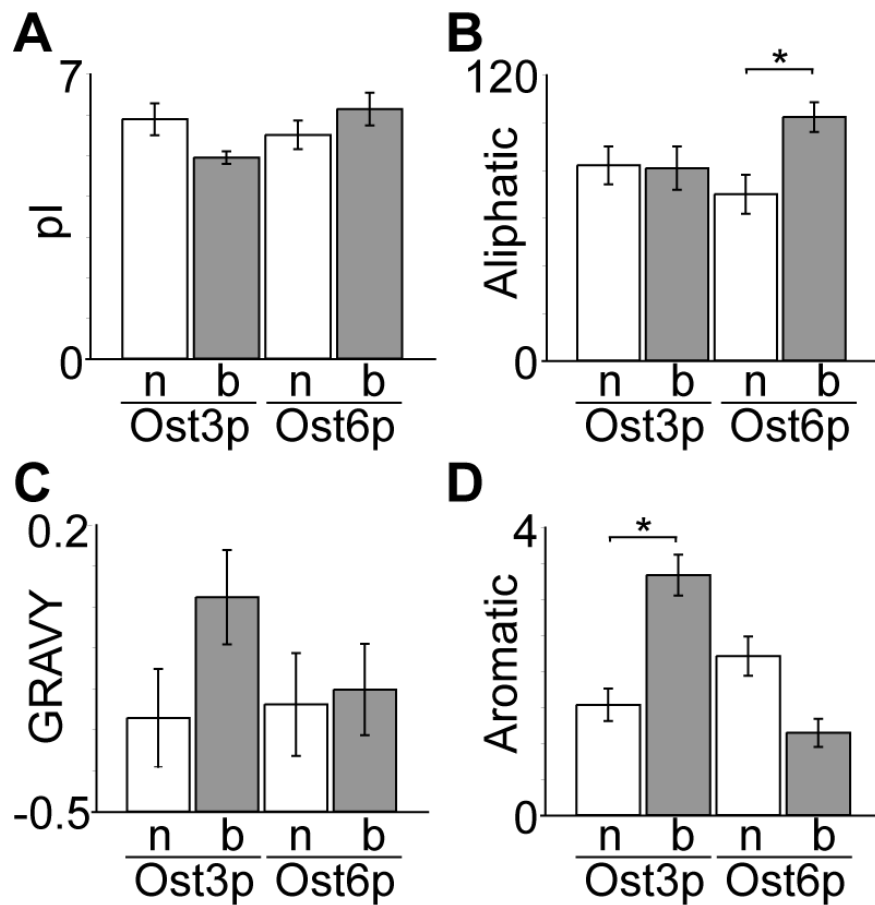 A
7
pI
0
n b n b
Ost3p Ost6p
B
120
*
Aliphatic
0
n b n b
Ost3p Ost6p
C
0.2
GRAVY
-0.5
n b n b
Ost3p Ost6p
D
4
*
Aromatic
0
n b n b
Ost3p Ost6p